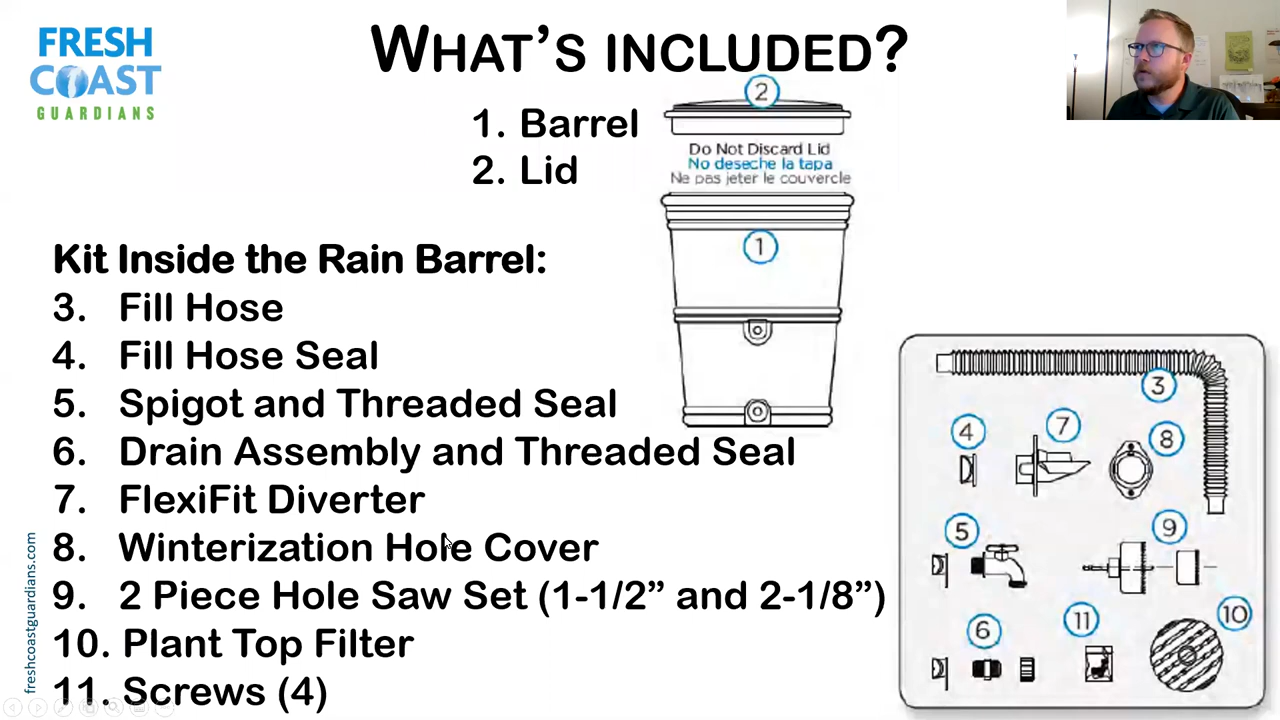 FRESH
COAST
GUARDIANS
WHAT'S INCLUDED?
1. Barrel
2. Lid
2
Do Not Discard Lid
No deseche la tapa
Ne pas jeter le couvercle
1
Kit Inside the Rain Barrel:
3. Fill Hose
4. Fill Hose Seal
5. Spigot and Threaded Seal
6. Drain Assembly and Threaded Seal
7. FlexiFit Diverter
8. Winterization Hole Cover
9. 2 Piece Hole Saw Set (1-1/2” and 2-1/8”)
10. Plant Top Filter
11. Screws (4)
3
4
7
8
5
9
6
11
10
freshcoastguardians.com